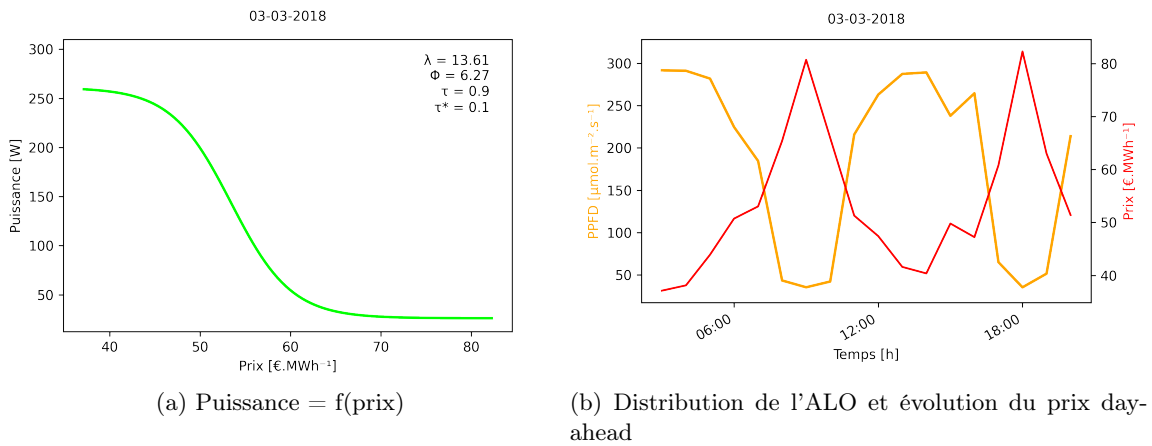 03-03-2018
300
250
200
150
100
50
Puissance [W]
λ = 13.61
Φ = 6.27
τ = 0.9
τ* = 0.1
40 50 60 70 80
Prix [€.MWh⁻¹]
(a) Puissance = f(prix)
03-03-2018
300
250
200
150
100
50
PPFD [μmol.m⁻².s⁻¹]
80
70
60
50
40
Prix [€.MWh⁻¹]
06:00 12:00 18:00
Temps [h]
(b) Distribution de l'ALO et évolution du prix day-
ahead